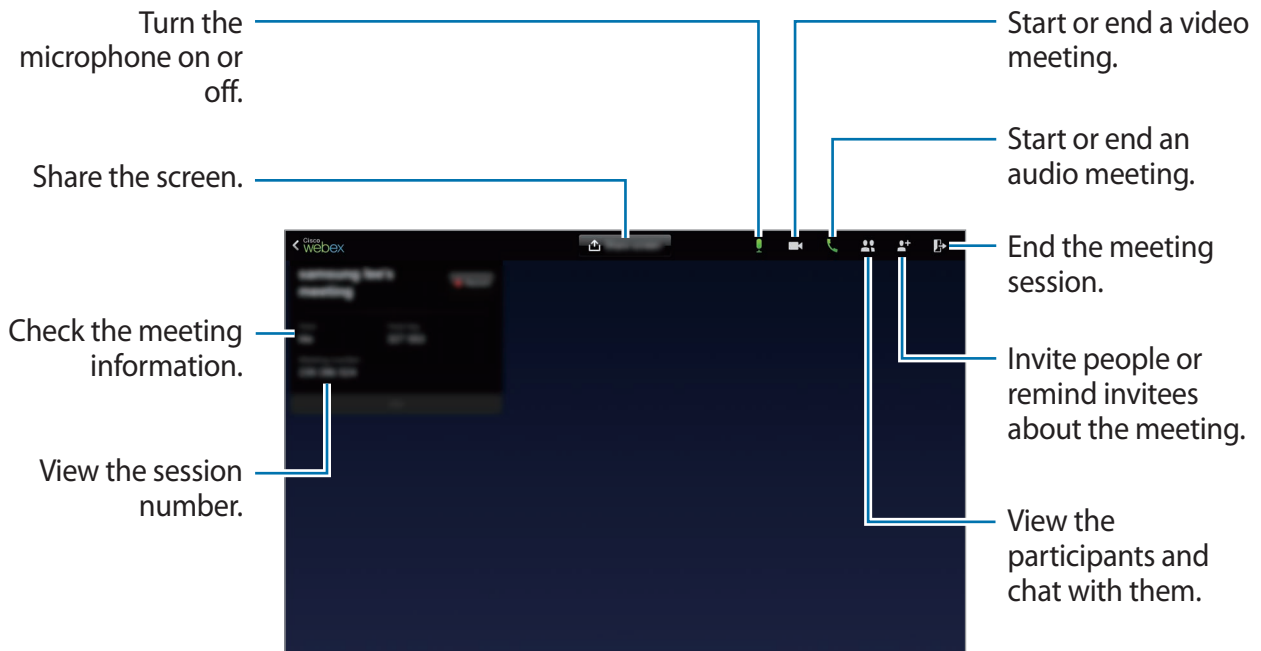 Turn the
microphone on or
off.
Share the screen.
Check the meeting
information.
View the session
number.
Cisco
webex
Start or end a video
meeting.
Start or end an
audio meeting.
End the meeting
session.
Invite people or
remind invitees
about the meeting.
View the
participants and
chat with them.